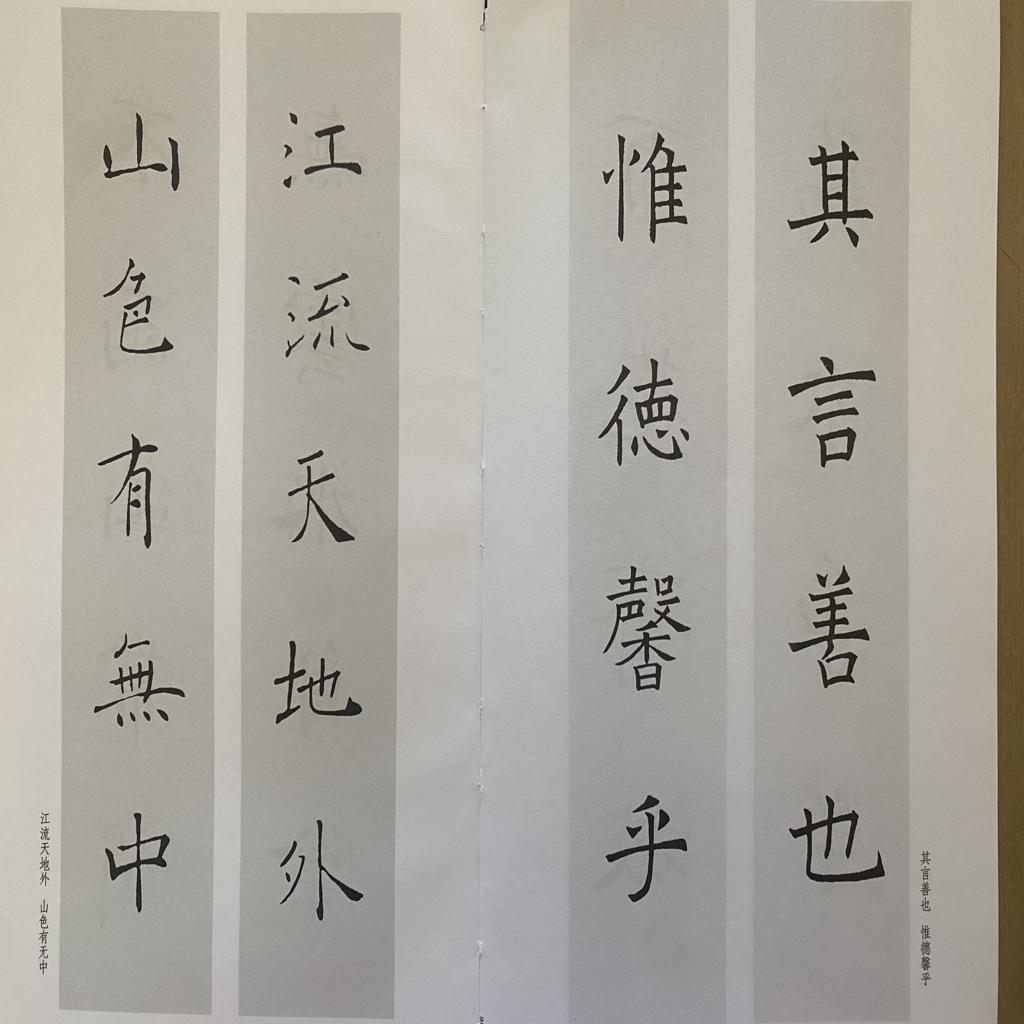 其言善也
惟德馨乎
其言善也 惟德馨乎
江流天地外
山色有無中
江流天地外 山色有无中